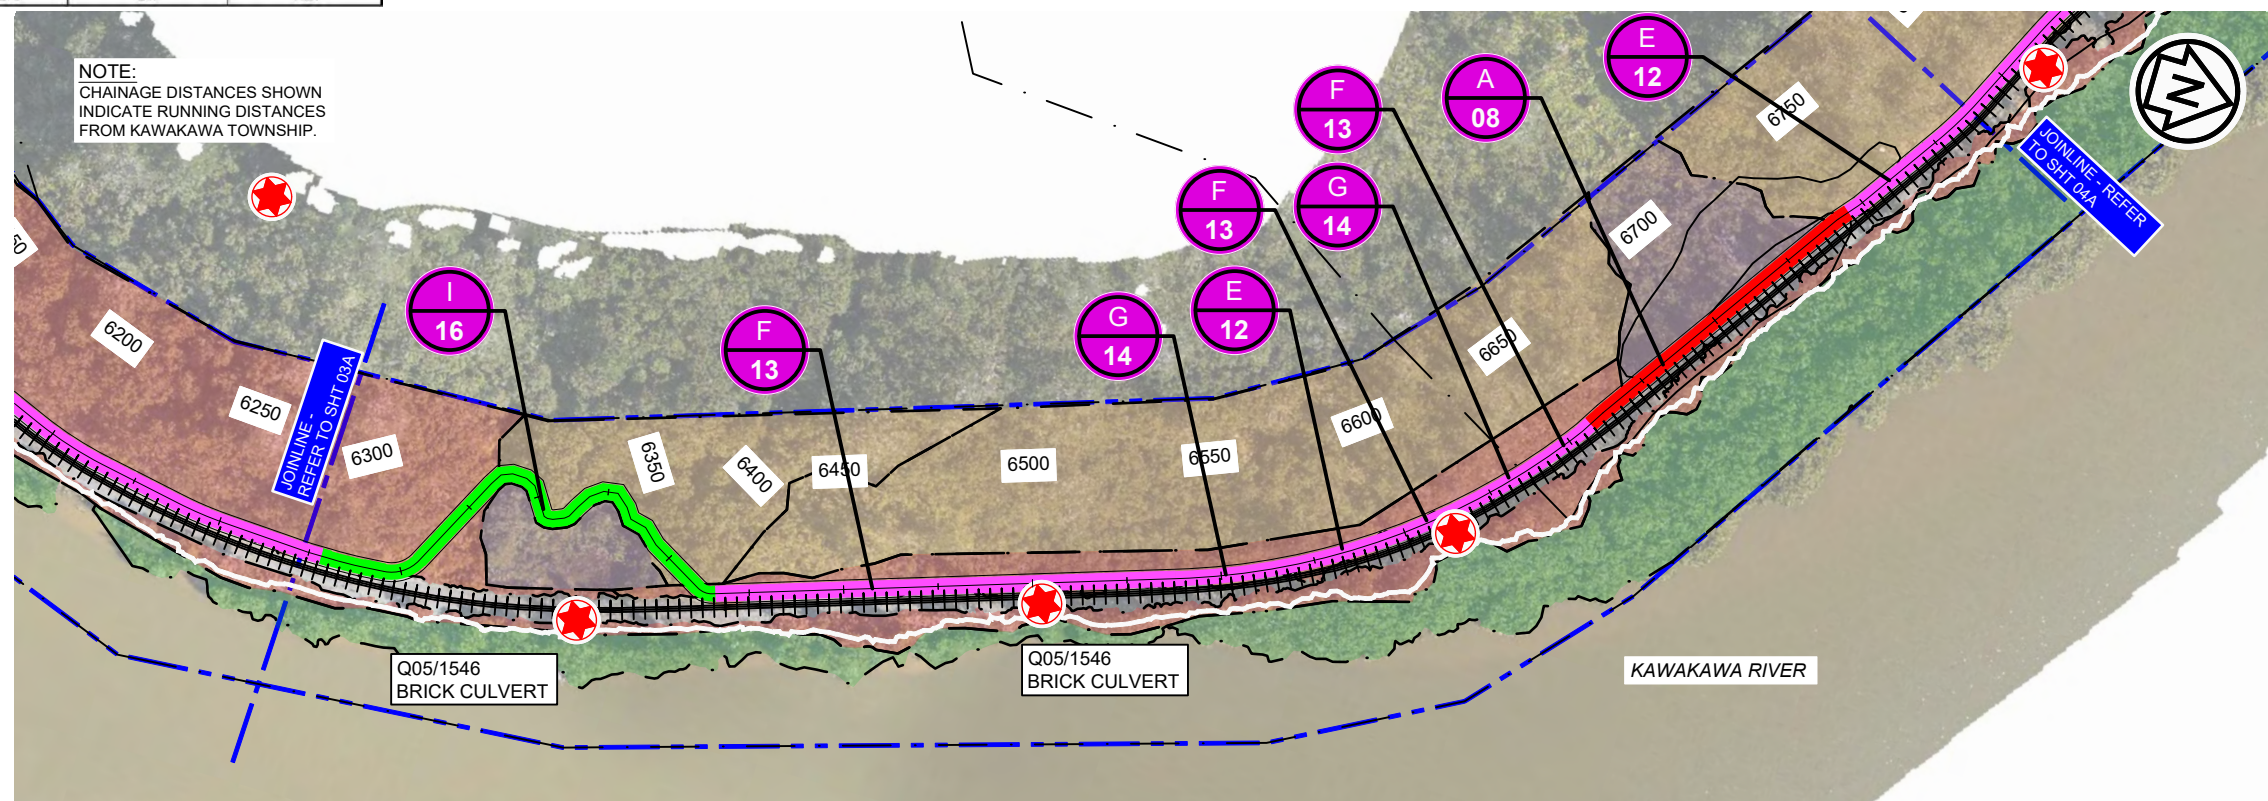 NOTE:
CHAINAGE DISTANCES SHOWN
INDICATE RUNNING DISTANCES
FROM KAWAKAWA TOWNSHIP.
E
12
F
13
A
08
F
13
G
14
I
16
F
13
G
14
E
12
N
JOINLINE - REFER
TO SHT 04A
JOINLINE -
REFER TO SHT 03A
6200
6250
6300
6350
6400
6450
6500
6550
6600
6650
6700
6750
Q05/1546
BRICK CULVERT
Q05/1546
BRICK CULVERT
KAWAKAWA RIVER